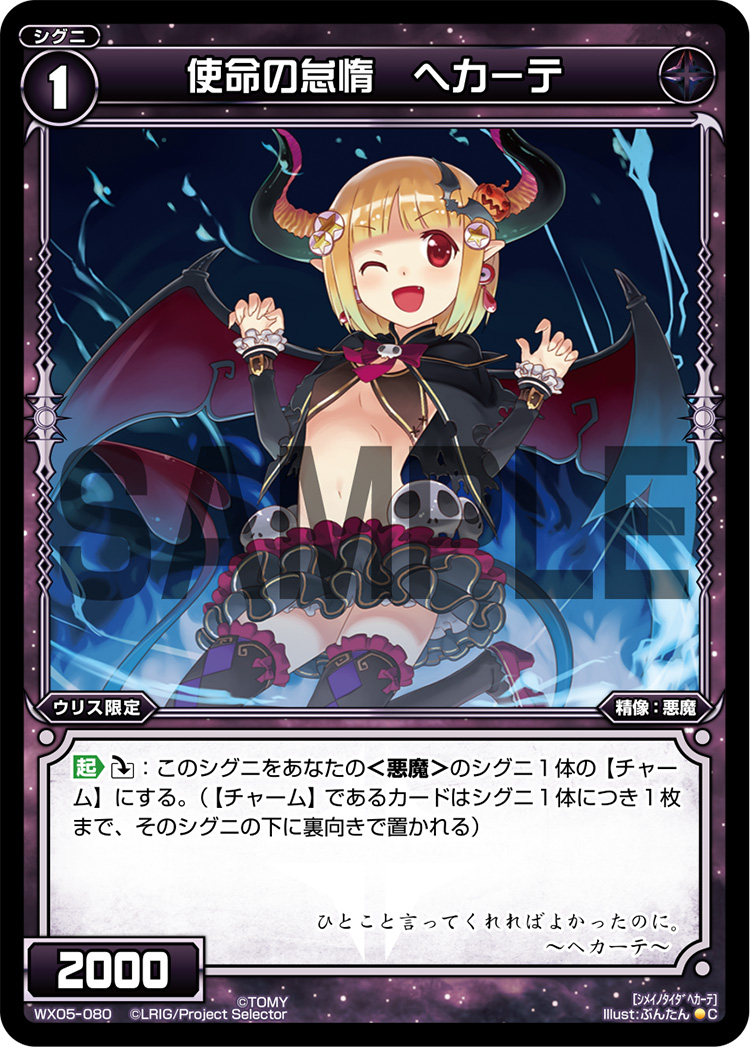 シグニ
1
使命の怠惰　ヘカーテ
SAMPLE
ウリス限定
精像：悪魔
起：このシグニをあなたの＜悪魔＞のシグニ１体の【チャー
ム】にする。（【チャーム】であるカードはシグニ１体につき１枚
まで、そのシグニの下に裏向きで置かれる）
ひとこと言ってくれればよかったのに。
～ヘカーテ～
2000
WX05-080 ©LRIG/Project Selector
©TOMY
[ｼﾒｲﾉﾀｲﾀﾞﾍｶｰﾃ]
Illust:ぶんたん C